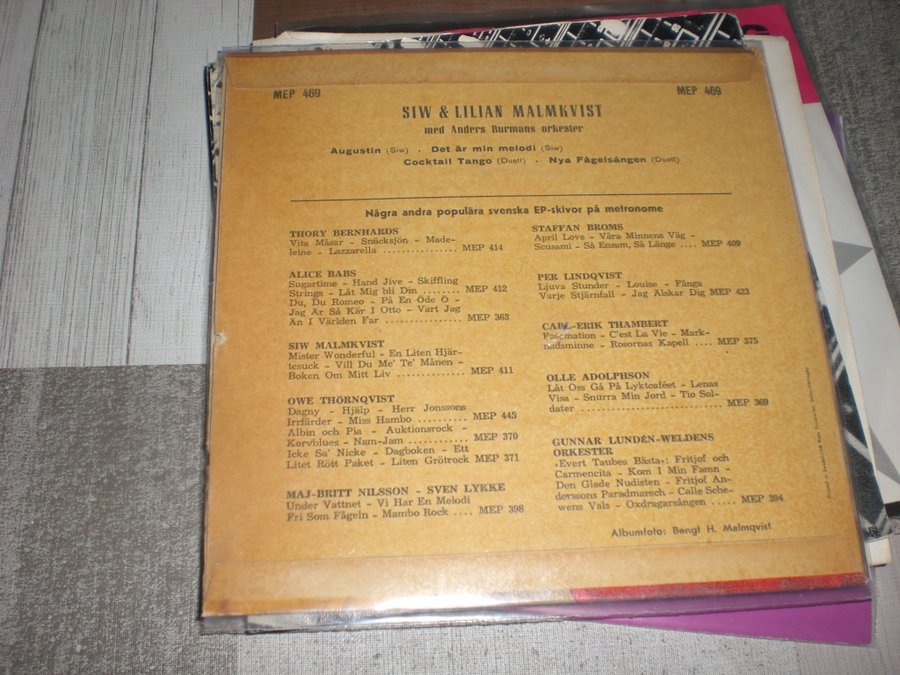 MEP 469
MEP 469
SIW & LILIAN MALMKVIST
med Anders Burmans orkester
Augustin (Siw) · Det är min melodi (Siw)
Cocktail Tango (Duett) · Nya Fågelsången (Duett)
Några andra populära svenska EP-skivor på metronome
THORY BERNHARDS
Vita Måsar - Snäcksjön - Made-
leine - Lazzarella .................. MEP 414
ALICE BABS
Sugartime - Hand Jive - Skiffling
Strings - Låt Mig bli Din ........ MEP 412
Du, Du Romeo - På En Öde Ö -
Jag Är Så Kär I Otto - Vart Jag
Än I Världen Far ................ MEP 363
SIW MALMKVIST
Mister Wonderful - En Liten Hjär-
tesuck - Vill Du Me' Te' Månen -
Boken Om Mitt Liv .............. MEP 411
OWE THÖRNQVIST
Dagny - Hjälp - Herr Jonssons
Irrfärder - Miss Hambo .......... MEP 445
Albin och Pia - Auktionsrock -
Korvblues - Nam-Jam ............ MEP 370
Icke Sa' Nicke - Dagboken - Ett
Litet Rött Paket - Liten Grötrock MEP 371
MAJ-BRITT NILSSON - SVEN LYKKE
Under Vattnet - Vi Har En Melodi
Fri Som Fågeln - Mambo Rock .... MEP 398
STAFFAN BROMS
April Love - Våra Minnens Väg -
Scusami - Så Ensam, Så Länge .... MEP 409
PER LINDQVIST
Ljuva Stunder - Louise - Fånga
Varje Stjärnfall - Jag Älskar Dig MEP 423
CARL-ERIK THAMBERT
Fascination - C'est La Vie - Mark-
nadsminne - Rosornas Kapell .... MEP 375
OLLE ADOLPHSON
Låt Oss Gå På Lyktcaféet - Lenas
Visa - Snurra Min Jord - Tio Sol-
dater .............................. MEP 369
GUNNAR LUNDÉN-WELDENS
ORKESTER
»Evert Taubes Bästa»: Fritjof och
Carmencita - Kom I Min Famn -
Den Glade Nudisten - Fritjof An-
derssons Paradmarsch - Calle Sche-
wens Vals - Oxdragarsången ..... MEP 394
Albumfoto: Bengt H. Malmqvist